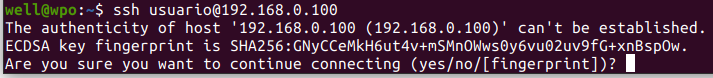 well@wpo:~$ ssh usuario@192.168.0.100
The authenticity of host '192.168.0.100 (192.168.0.100)' can't be established.
ECDSA key fingerprint is SHA256:GNyCCeMkH6ut4v+mSMnOWws0y6vu02uv9fG+xnBspOw.
Are you sure you want to continue connecting (yes/no/[fingerprint])?